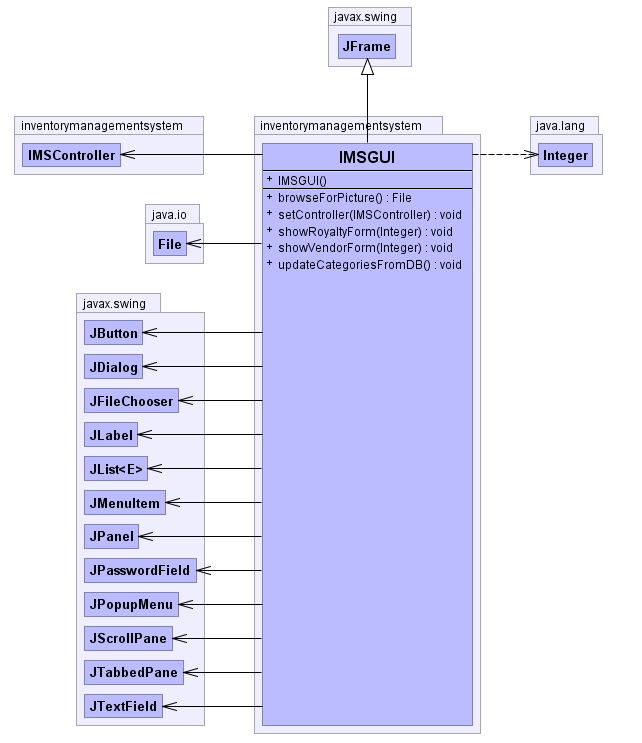 javax.swing
JFrame
inventorymanagementsystem
IMSController
inventorymanagementsystem
IMSGUI
+ IMSGUI()
+ browseForPicture() : File
+ setController(IMSController) : void
+ showRoyaltyForm(Integer) : void
+ showVendorForm(Integer) : void
+ updateCategoriesFromDB() : void
java.lang
Integer
java.io
File
javax.swing
JButton
JDialog
JFileChooser
JLabel
JList<E>
JMenuItem
JPanel
JPasswordField
JPopupMenu
JScrollPane
JTabbedPane
JTextField